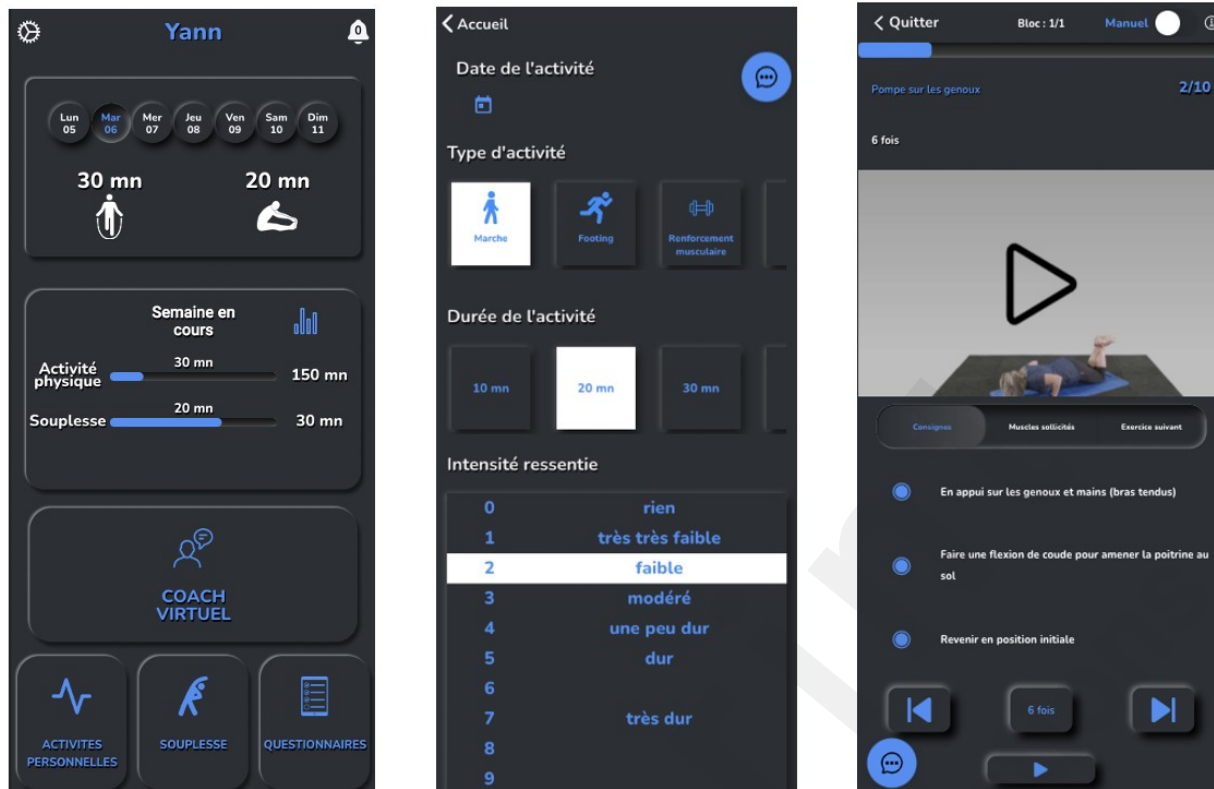 Yann
0
Lun Mar Mer Jeu Ven Sam Dim
05 06 07 08 09 10 11
30 mn 20 mn
Semaine en
cours
Activité
physique
30 mn
150 mn
20 mn
Souplesse
30 mn
COACH
VIRTUEL
ACTIVITES
PERSONNELLES
SOUPLESSE
QUESTIONNAIRES
Accueil
Date de l'activité
Type d'activité
Marche
Footing
Renforcement
musculaire
Durée de l'activité
10 mn 20 mn 30 mn
Intensité ressentie
0 rien
1 très très faible
2 faible
3 modéré
4 une peu dur
5 dur
6
7 très dur
8
9
Quitter Bloc : 1/1 Manuel
Pompe sur les genoux 2/10
6 fois
Consignes Muscles sollicités Exercice suivant
En appui sur les genoux et mains (bras tendus)
Faire une flexion de coude pour amener la poitrine au
sol
Revenir en position initiale
6 fois